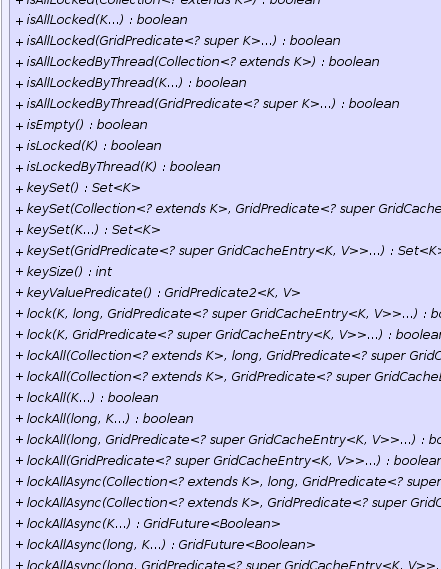 + isAllLocked(Collection<? extends K>) : boolean
+ isAllLocked(K...) : boolean
+ isAllLocked(GridPredicate<? super K>...) : boolean
+ isAllLockedByThread(Collection<? extends K>) : boolean
+ isAllLockedByThread(K...) : boolean
+ isAllLockedByThread(GridPredicate<? super K>...) : boolean
+ isEmpty() : boolean
+ isLocked(K) : boolean
+ isLockedByThread(K) : boolean
+ keySet() : Set<K>
+ keySet(Collection<? extends K>, GridPredicate<? super GridCache
+ keySet(K...) : Set<K>
+ keySet(GridPredicate<? super GridCacheEntry<K, V>>...) : Set<K>
+ keySize() : int
+ keyValuePredicate() : GridPredicate2<K, V>
+ lock(K, long, GridPredicate<? super GridCacheEntry<K, V>>...) : bo
+ lock(K, GridPredicate<? super GridCacheEntry<K, V>>...) : boolean
+ lockAll(Collection<? extends K>, long, GridPredicate<? super GridC
+ lockAll(Collection<? extends K>, GridPredicate<? super GridCacheE
+ lockAll(K...) : boolean
+ lockAll(long, K...) : boolean
+ lockAll(long, GridPredicate<? super GridCacheEntry<K, V>>...) : bo
+ lockAll(GridPredicate<? super GridCacheEntry<K, V>>...) : boolean
+ lockAllAsync(Collection<? extends K>, long, GridPredicate<? super
+ lockAllAsync(Collection<? extends K>, GridPredicate<? super GridC
+ lockAllAsync(K...) : GridFuture<Boolean>
+ lockAllAsync(long, K...) : GridFuture<Boolean>
+ lockAllAsync(long, GridPredicate<? super GridCacheEntry<K, V>>..